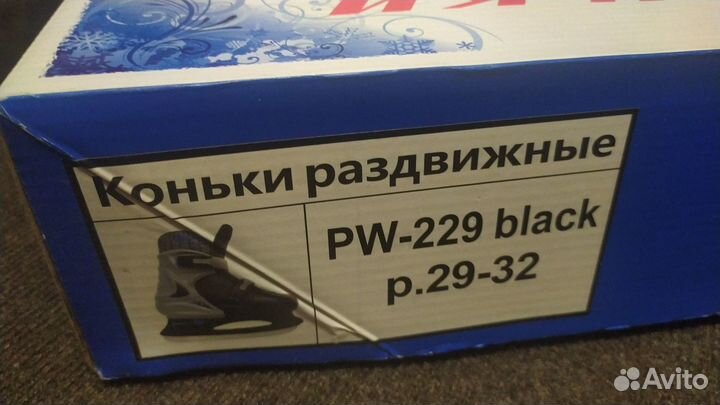 Коньки раздвижные
PW-229 black
р.29-32
Avito